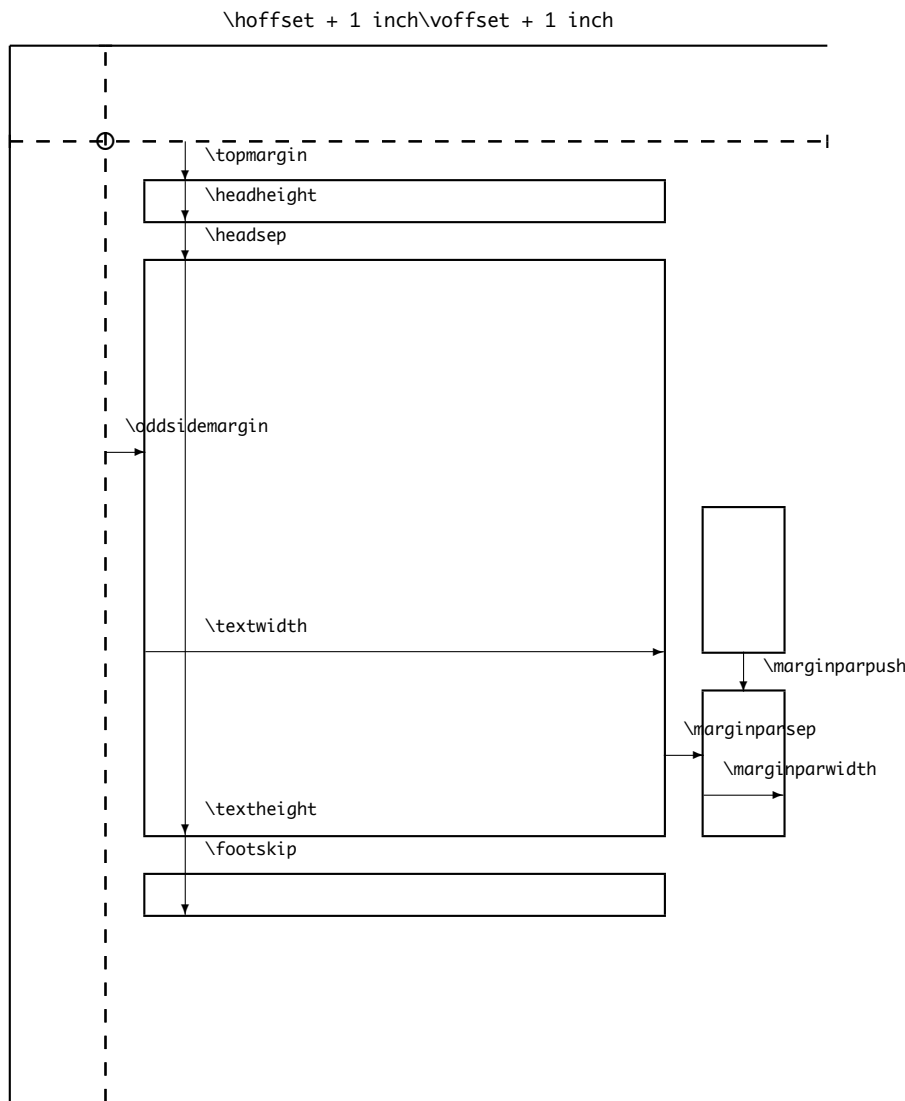 \hoffset + 1 inch\voffset + 1 inch
\topmargin
\headheight
\headsep
\oddsidemargin
\textwidth
\marginparpush
\marginparsep
\marginparwidth
\textheight
\footskip